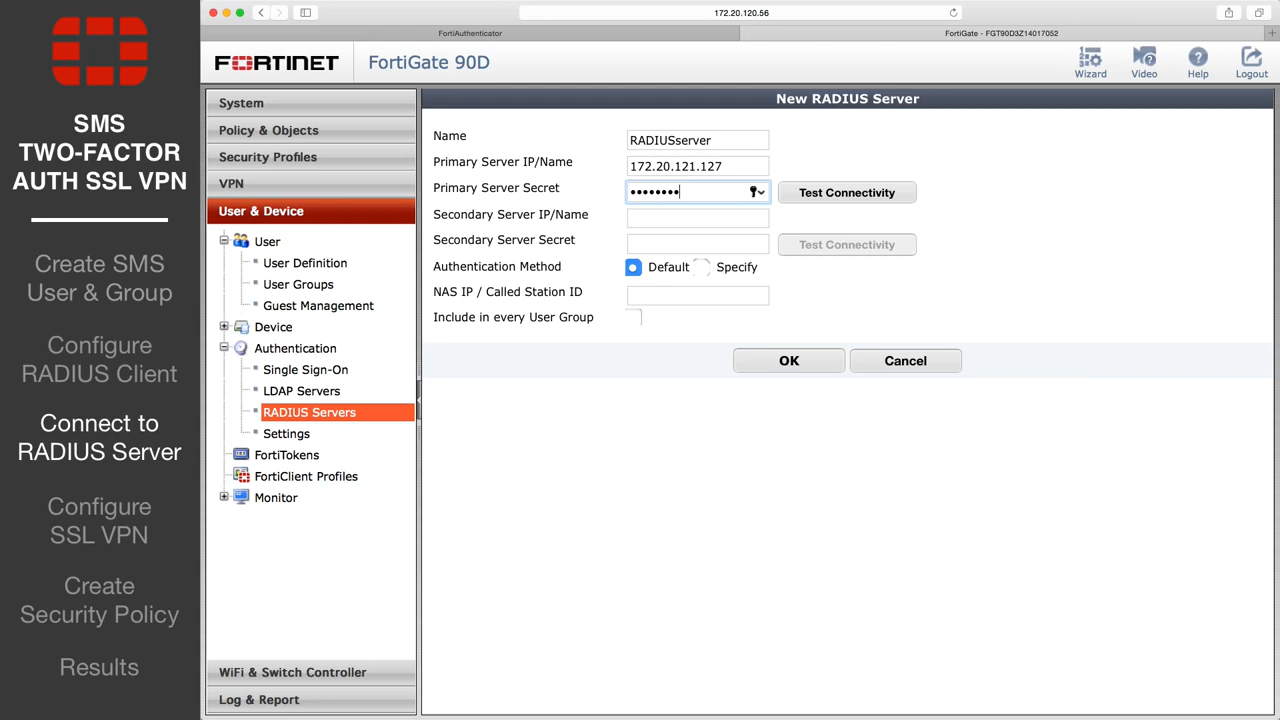 SMS
TWO-FACTOR
AUTH SSL VPN
Create SMS
User & Group
Configure
RADIUS Client
Connect to
RADIUS Server
Configure
SSL VPN
Create
Security Policy
Results
172.20.120.56
FortiAuthenticator
FortiGate - FGT90D3Z14017052
FORTINET
FortiGate 90D
Wizard
Video
Help
Logout
System
Policy & Objects
Security Profiles
VPN
User & Device
User
User Definition
User Groups
Guest Management
Device
Authentication
Single Sign-On
LDAP Servers
RADIUS Servers
Settings
FortiTokens
FortiClient Profiles
Monitor
WiFi & Switch Controller
Log & Report
New RADIUS Server
Name RADIUSserver
Primary Server IP/Name 172.20.121.127
Primary Server Secret •••••••• Test Connectivity
Secondary Server IP/Name
Secondary Server Secret Test Connectivity
Authentication Method Default Specify
NAS IP / Called Station ID
Include in every User Group
OK Cancel